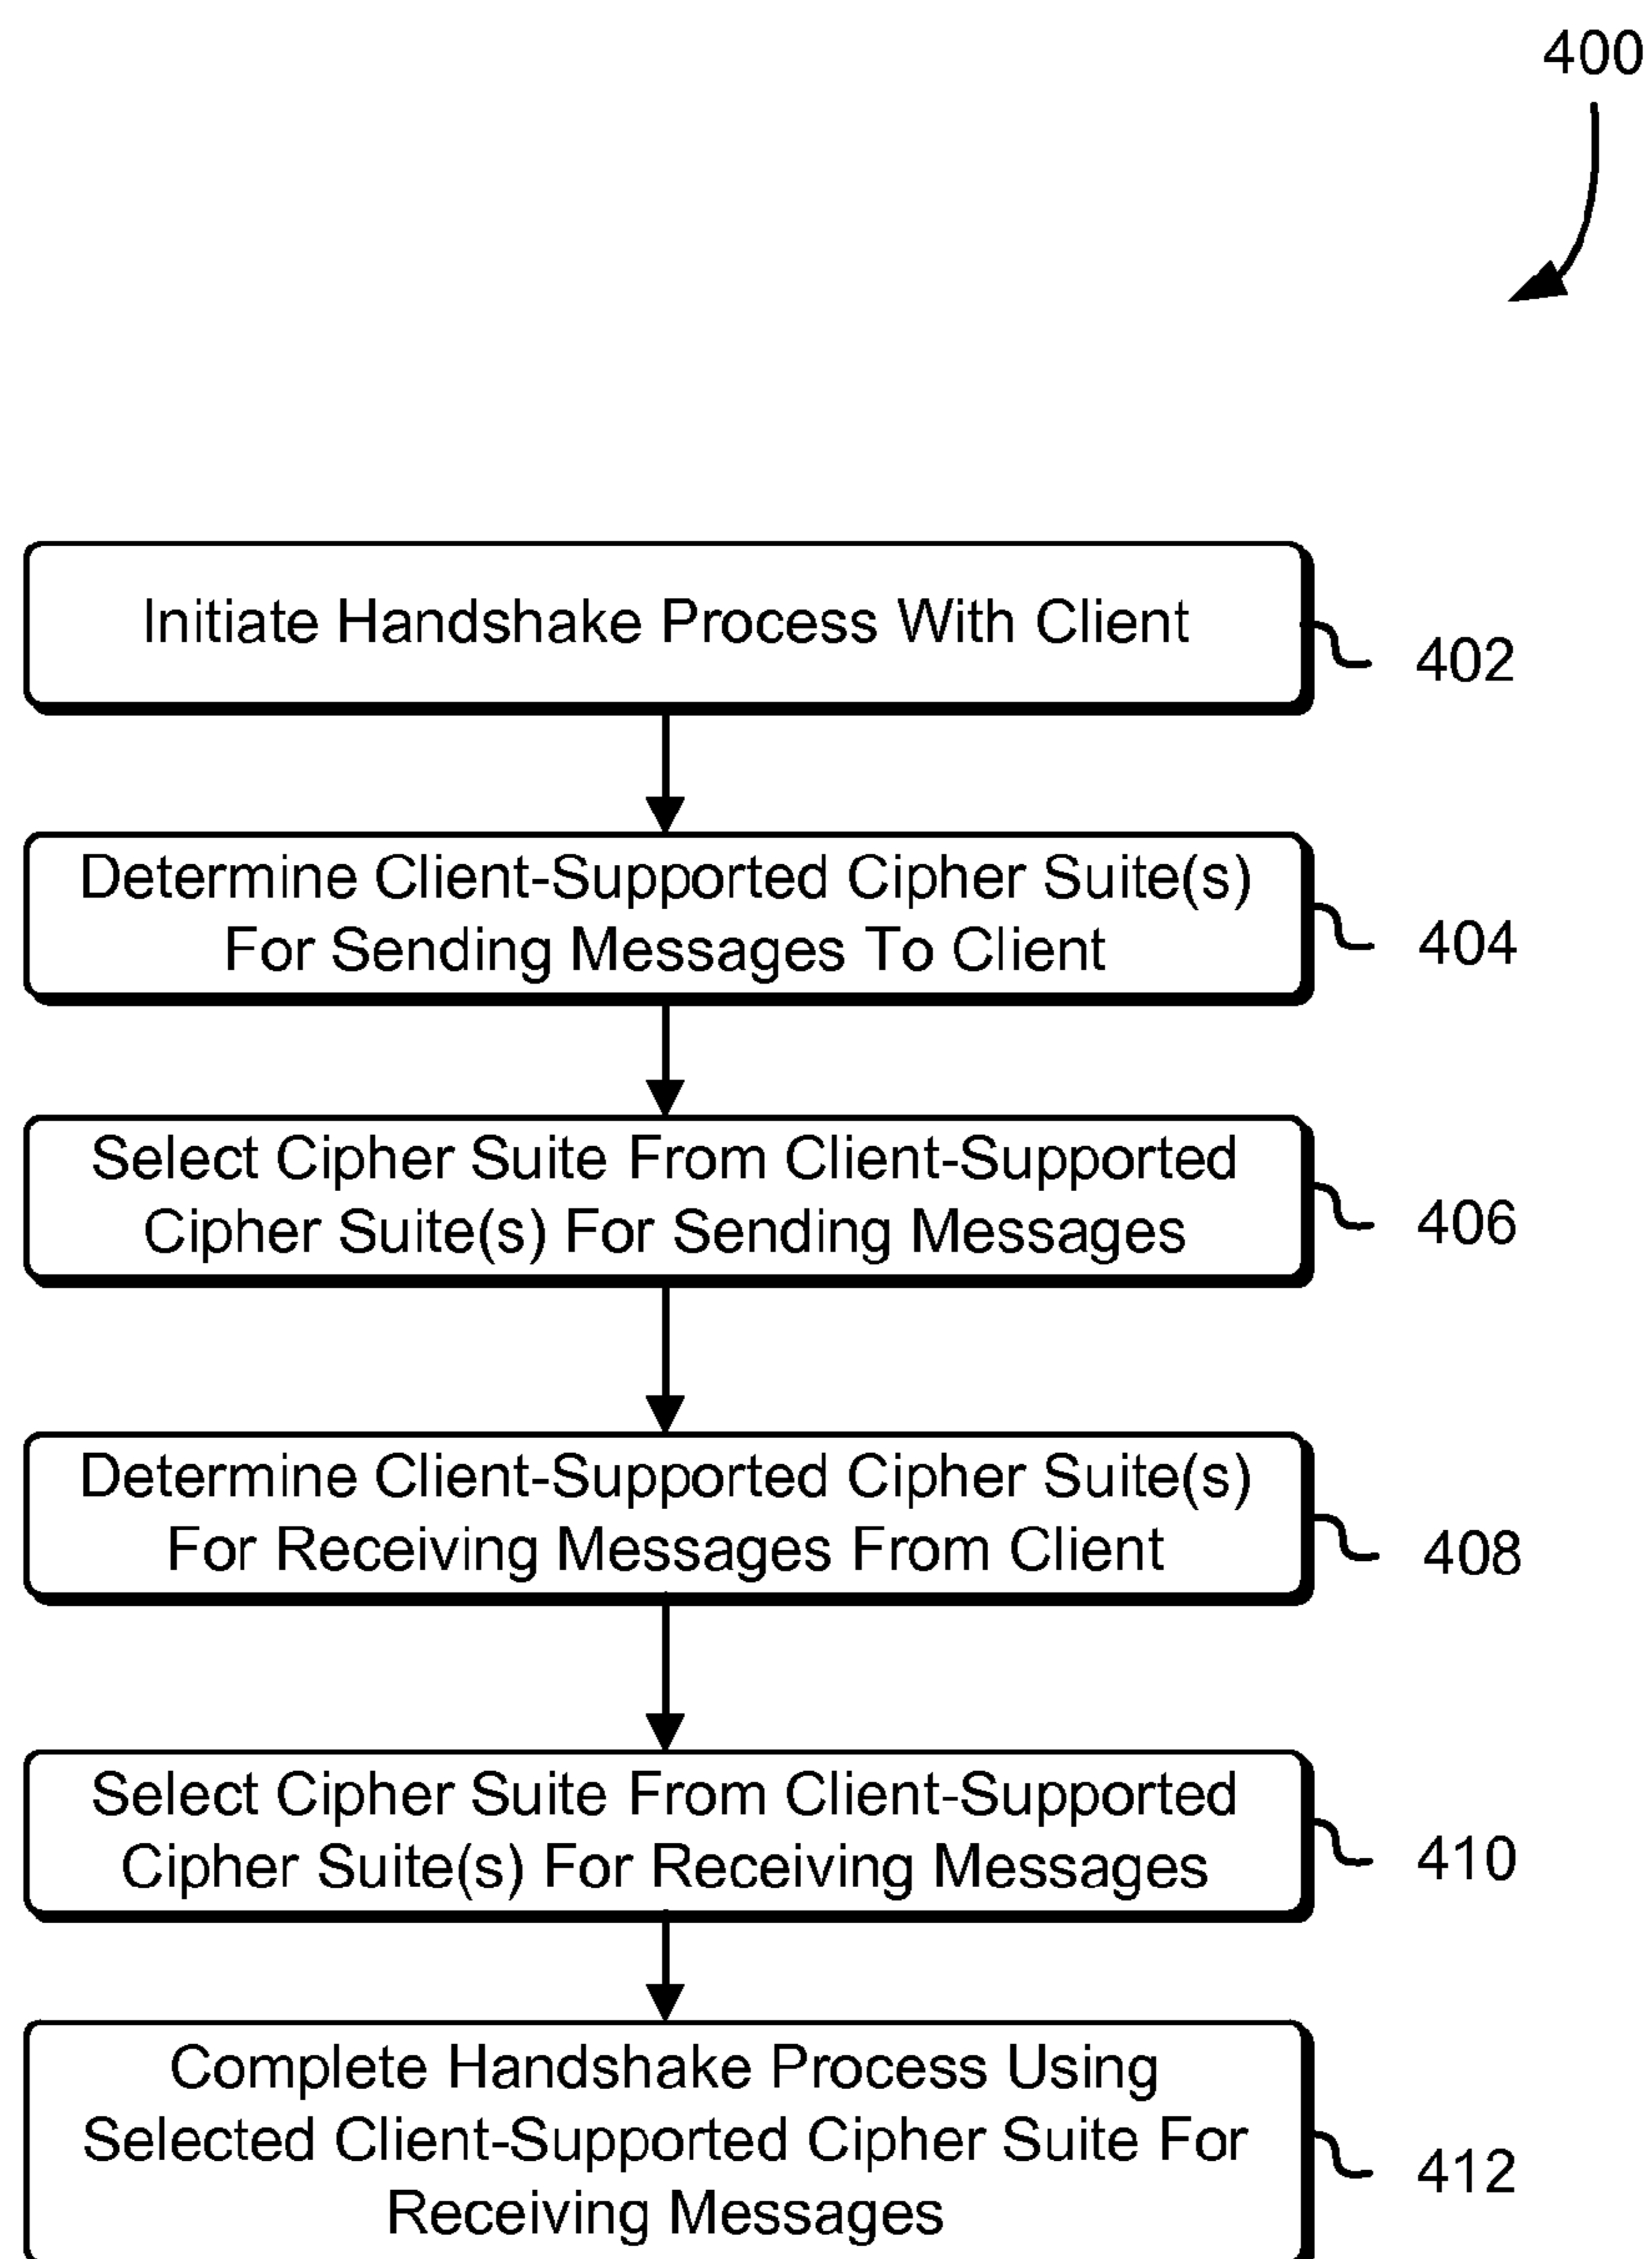 400
Initiate Handshake Process With Client
402
Determine Client-Supported Cipher Suite(s)
For Sending Messages To Client
404
Select Cipher Suite From Client-Supported
Cipher Suite(s) For Sending Messages
406
Determine Client-Supported Cipher Suite(s)
For Receiving Messages From Client
408
Select Cipher Suite From Client-Supported
Cipher Suite(s) For Receiving Messages
410
Complete Handshake Process Using
Selected Client-Supported Cipher Suite For
Receiving Messages
412